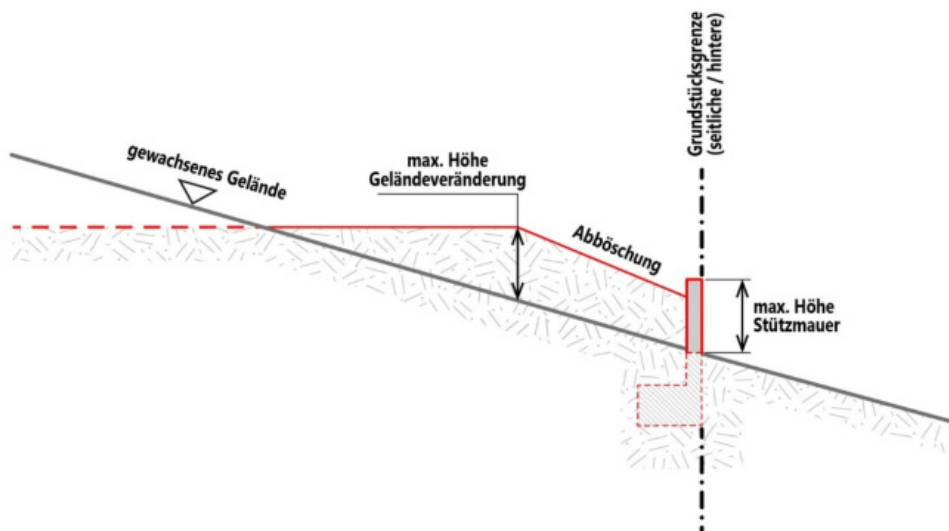 gewachsenes Gelände
max. Höhe
Geländeveränderung
Abböschung
Grundstücksgrenze
(seitliche / hintere)
max. Höhe
Stützmauer